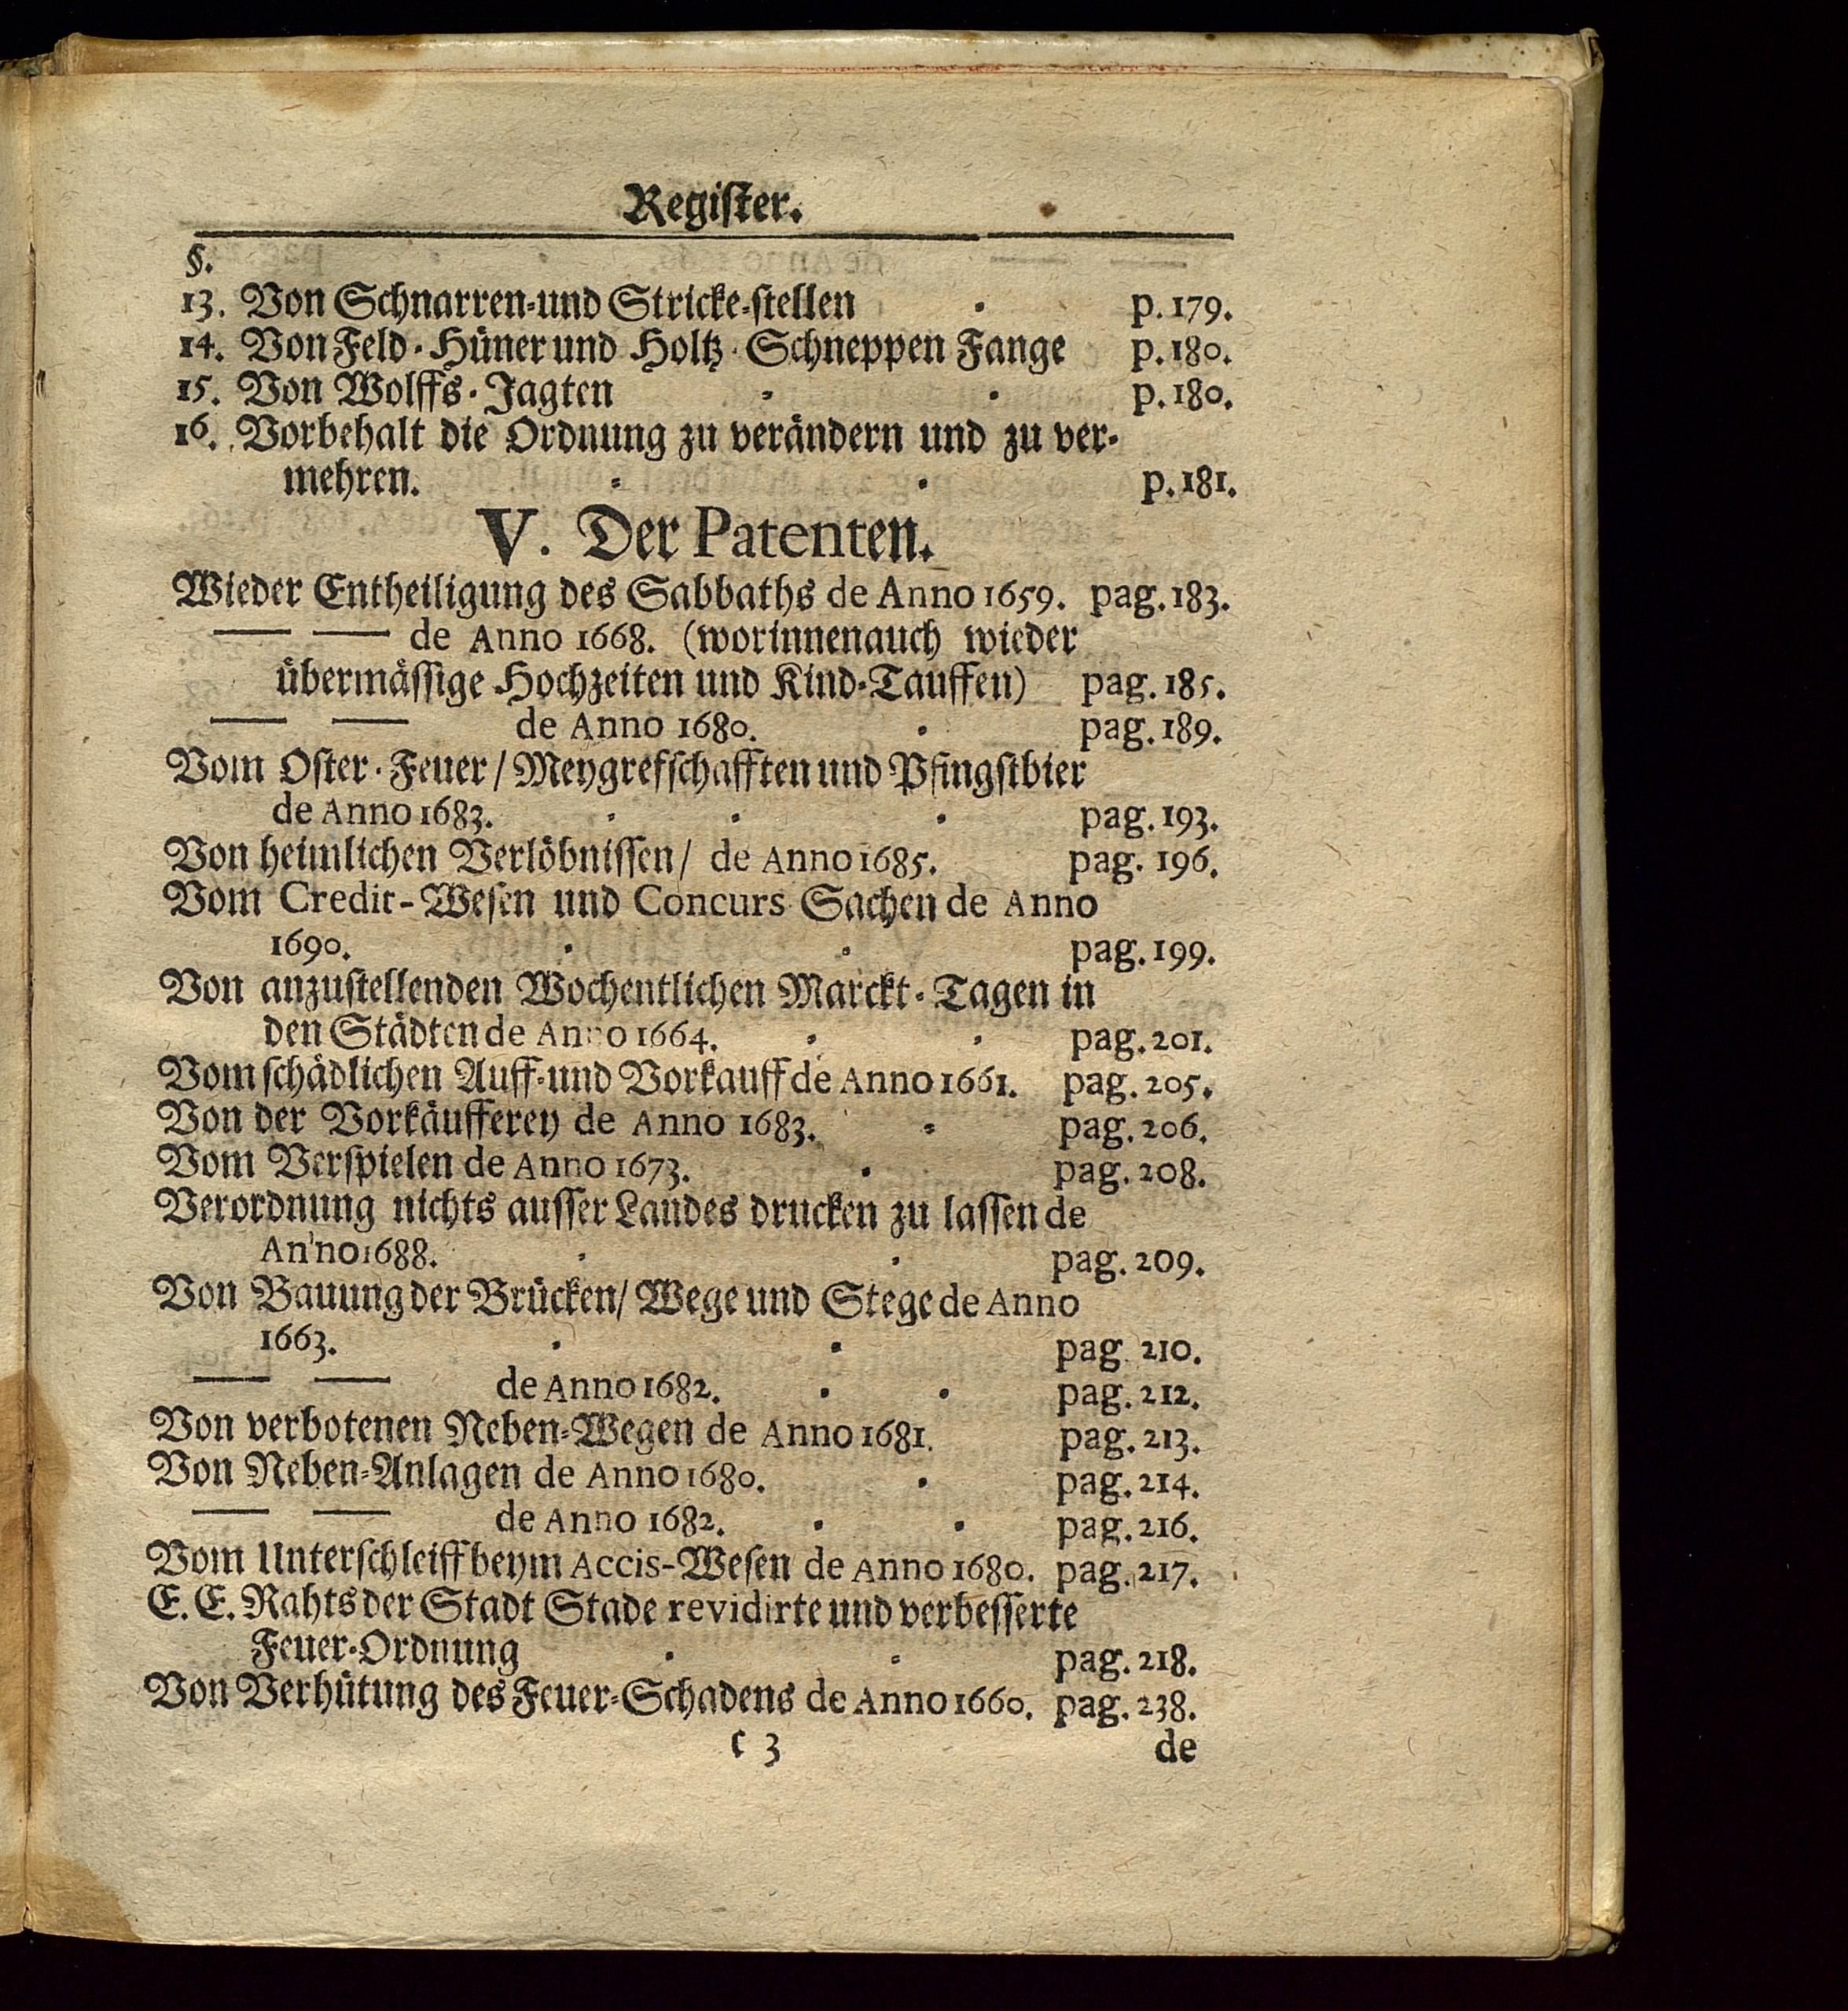 Register.
§.
13. Von Schnarren-und Stricke-stellen p. 179.
14. Von Feld-Hüner und Holtz-Schneppen Fange p. 180.
15. Von Wolffs-Jagten p. 180.
16. Vorbehalt die Ordnung zu verändern und zu ver-
mehren. p. 181.
V. Der Patenten.
Wieder Entheiligung des Sabbaths de Anno 1659. pag. 183.
— — de Anno 1668. (worinnen auch wieder
übermässige Hochzeiten und Kind-Tauffen) pag. 185.
— — de Anno 1680. pag. 189.
Vom Oster-Feuer/ Meygrefschafften und Pfingstbier
de Anno 1683. pag. 193.
Von heimlichen Verlöbnissen/ de Anno 1685. pag. 196.
Vom Credit-Wesen und Concurs Sachen de Anno
1690. pag. 199.
Von anzustellenden Wochentlichen Marckt-Tagen in
den Städten de Anno 1664. pag. 201.
Vom schädlichen Auff-und Vorkauff de Anno 1661. pag. 205.
Von der Vorkäufferey de Anno 1683. pag. 206.
Vom Verspielen de Anno 1673. pag. 208.
Verordnung nichts ausser Landes drucken zu lassen de
Anno 1688. pag. 209.
Von Bauung der Brücken/ Wege und Stege de Anno
1663. pag. 210.
— — de Anno 1682. pag. 212.
Von verbotenen Neben-Wegen de Anno 1681. pag. 213.
Von Neben-Anlagen de Anno 1680. pag. 214.
— — de Anno 1682. pag. 216.
Vom Unterschleiff beym Accis-Wesen de Anno 1680. pag. 217.
E. E. Rahts der Stadt Stade revidirte und verbesserte
Feuer-Ordnung pag. 218.
Von Verhütung des Feuer-Schadens de Anno 1660. pag. 238.
c 3 de